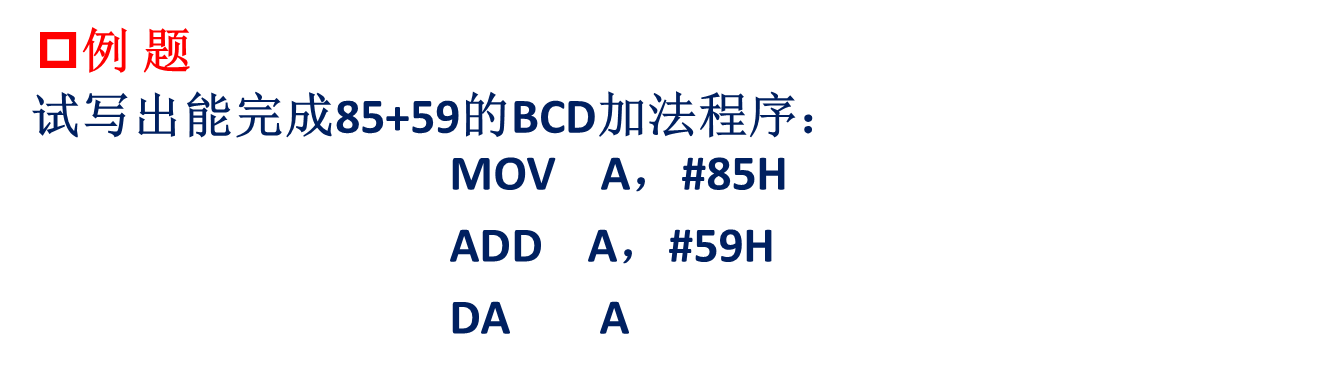 例 题
试写出能完成85+59的BCD加法程序：
MOV A，#85H
ADD A，#59H
DA A